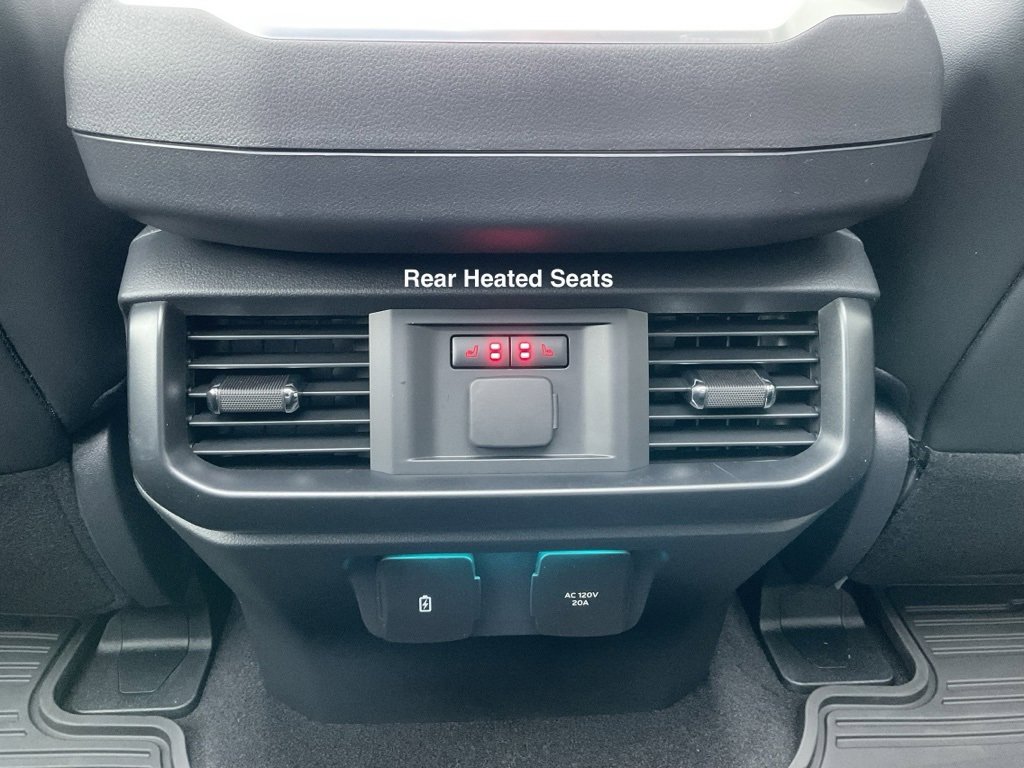 Rear Heated Seats
AC 120V
20A